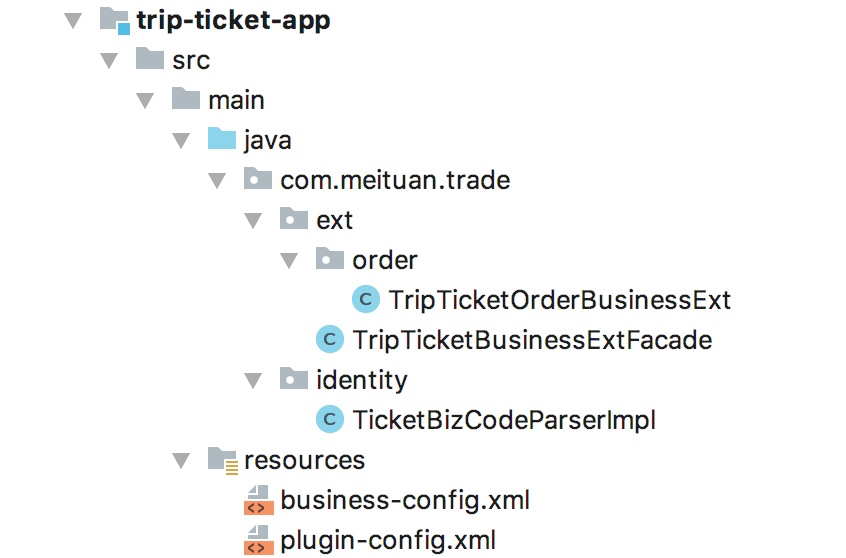 trip-ticket-app
src
main
java
com.meituan.trade
ext
order
C TripTicketOrderBusinessExt
C TripTicketBusinessExtFacade
identity
C TicketBizCodeParserImpl
resources
<> business-config.xml
<> plugin-config.xml